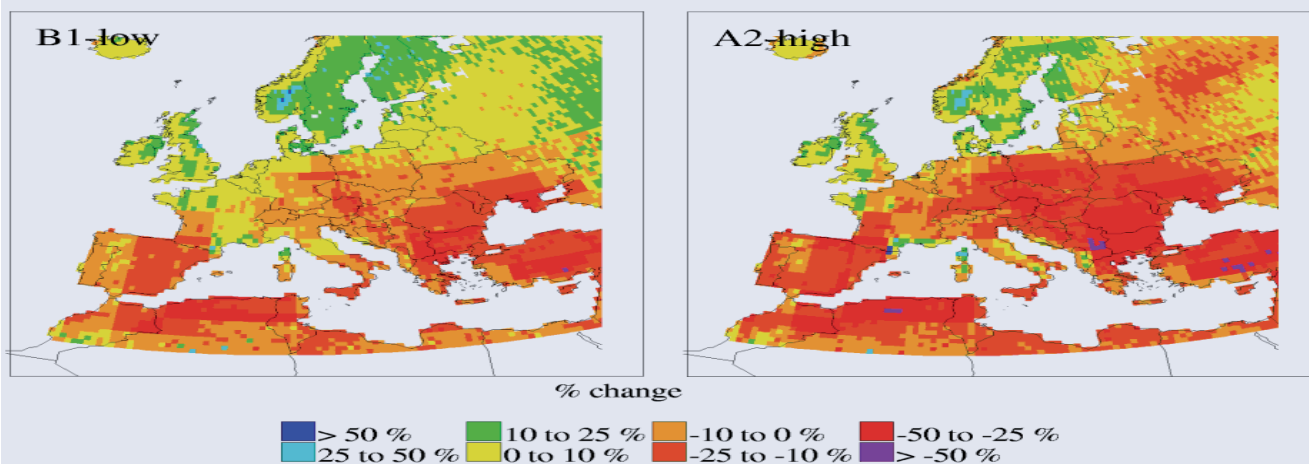 B1-low
A2-high
% change
> 50 %
10 to 25 %
-10 to 0 %
-50 to -25 %
25 to 50 %
0 to 10 %
-25 to -10 %
> -50 %